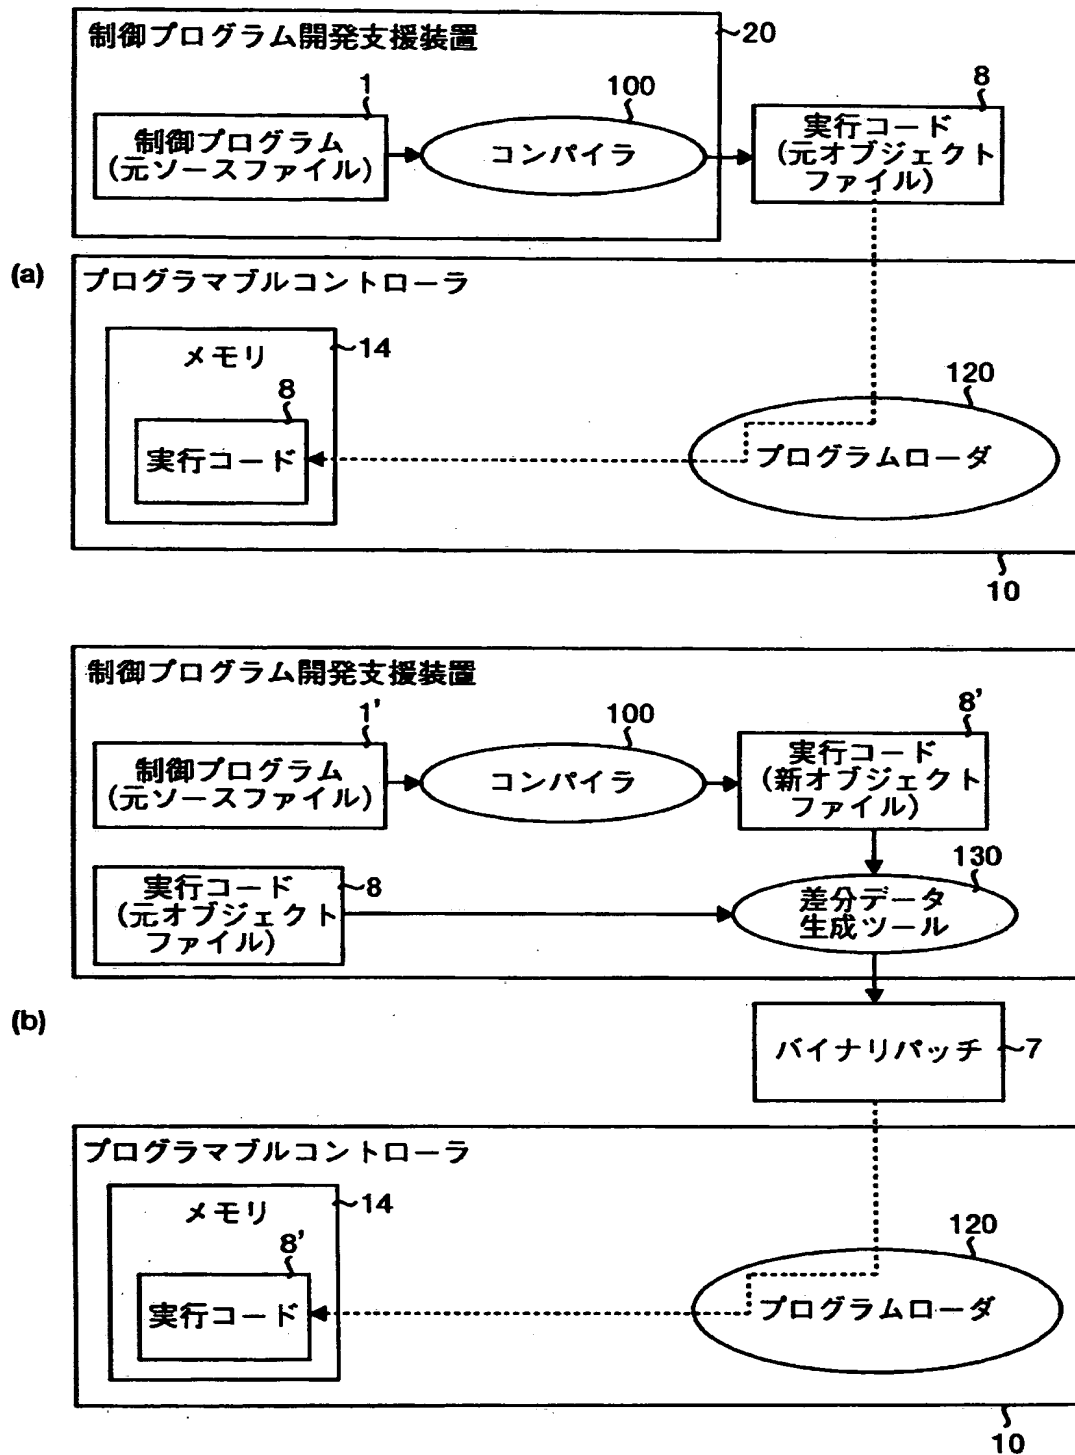 制御プログラム開発支援装置
20
1
100
8
制御プログラム
(元ソースファイル)
コンパイラ
実行コード
(元オブジェクト
ファイル)
(a)
プログラマブルコントローラ
メモリ
14
8
実行コード
120
プログラムローダ
10
制御プログラム開発支援装置
1'
100
8'
制御プログラム
(元ソースファイル)
コンパイラ
実行コード
(新オブジェクト
ファイル)
実行コード
(元オブジェクト
ファイル)
8
130
差分データ
生成ツール
(b)
バイナリパッチ
7
プログラマブルコントローラ
メモリ
14
8'
実行コード
120
プログラムローダ
10